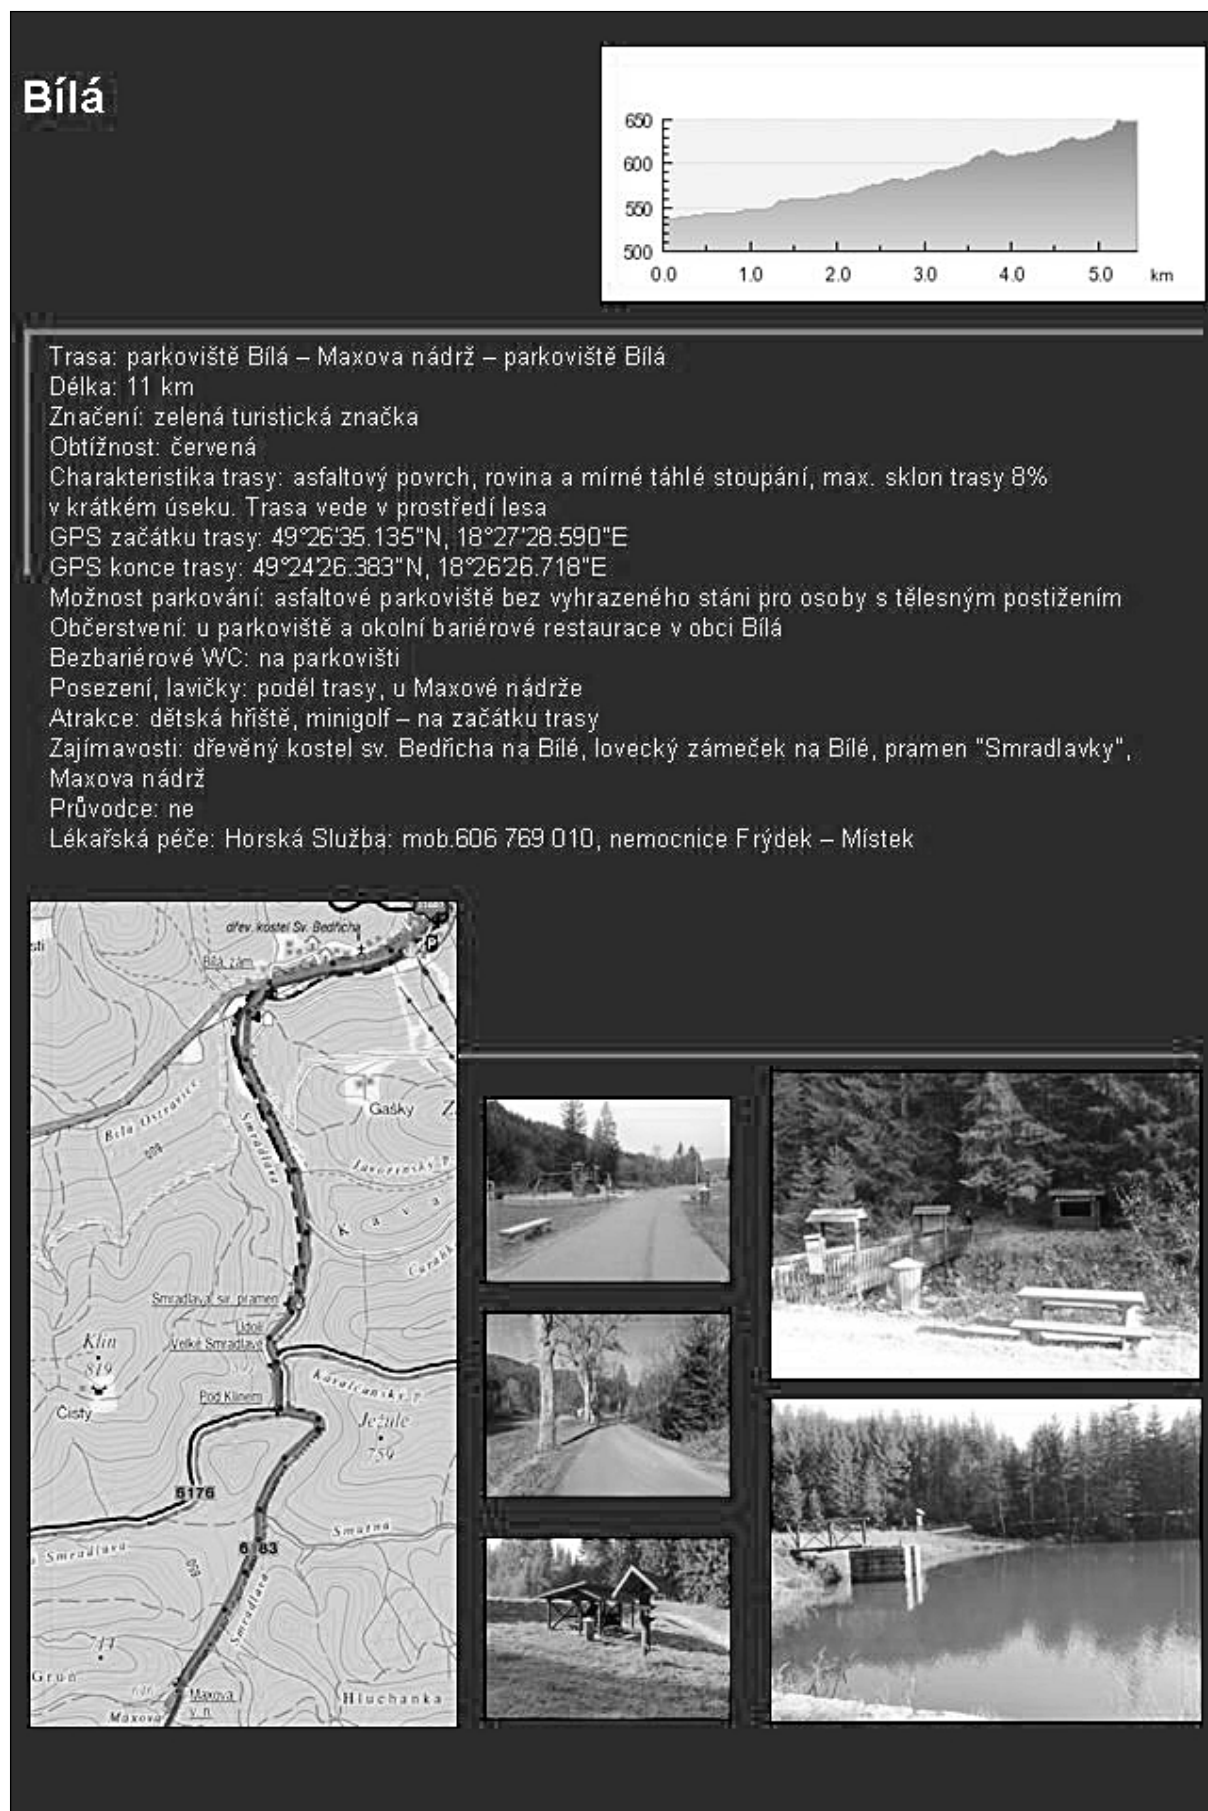 Bílá
650
600
550
500
0.0 1.0 2.0 3.0 4.0 5.0 km
Trasa: parkoviště Bílá – Maxova nádrž – parkoviště Bílá
Délka: 11 km
Značení: zelená turistická značka
Obtížnost: červená
Charakteristika trasy: asfaltový povrch, rovina a mírné táhlé stoupání, max. sklon trasy 8%
v krátkém úseku. Trasa vede v prostředí lesa
GPS začátku trasy: 49°26'35.135"N, 18°27'28.590"E
GPS konce trasy: 49°24'26.383"N, 18°26'26.718"E
Možnost parkování: asfaltové parkoviště bez vyhrazeného stáni pro osoby s tělesným postižením
Občerstvení: u parkoviště a okolní bariérové restaurace v obci Bílá
Bezbariérové WC: na parkovišti
Posezení, lavičky: podél trasy, u Maxové nádrže
Atrakce: dětská hřiště, minigolf – na začátku trasy
Zajímavosti: dřevěný kostel sv. Bedřicha na Bílé, lovecký zámeček na Bílé, pramen "Smradlavky",
Maxova nádrž
Průvodce: ne
Lékařská péče: Horská Služba: mob.606 769 010, nemocnice Frýdek – Místek
dřev. kostel Sv. Bedřicha
P
sti
Bílá, zám.
Gašky
Z
Bílá Ostravice
Smradlava
Javořinský p.
Kava
Smradlava, sir. pramen
Údolí
Velké Smradlavé
Klín
819
Pod Klínem
Čistý
Ježule
759
6176
Smutná
6183
a Smradlava
Smradlava
Grúň
Maxova
v. n.
Hluchanka
Maxova